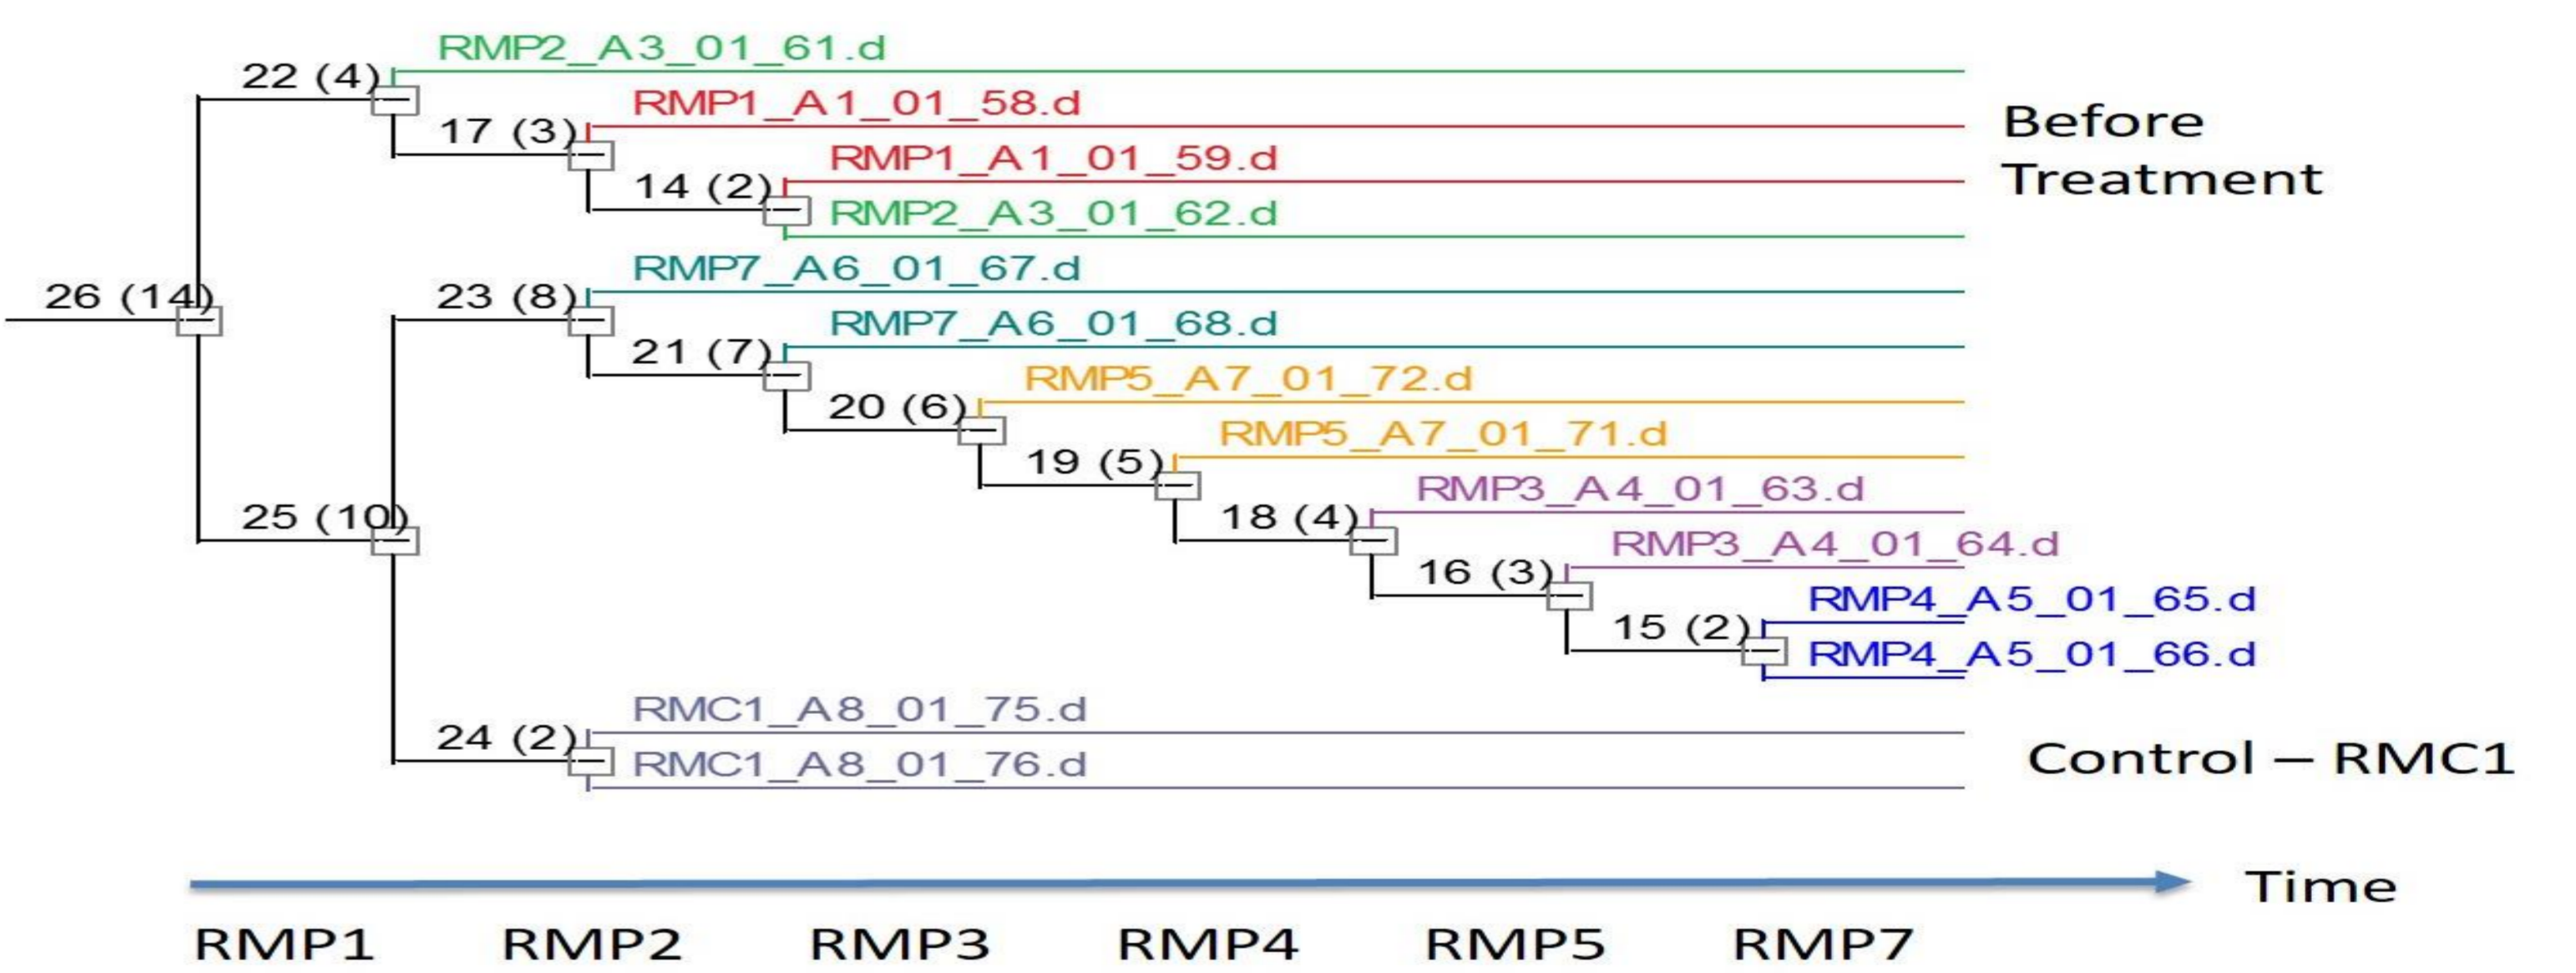 RMP2_A3_01_61.d
22 (4)
RMP1_A1_01_58.d
Before
17 (3)
RMP1_A1_01_59.d
Treatment
14 (2)
RMP2_A3_01_62.d
RMP7_A6_01_67.d
26 (14)
23 (8)
RMP7_A6_01_68.d
21 (7)
RMP5_A7_01_72.d
20 (6)
RMP5_A7_01_71.d
19 (5)
RMP3_A4_01_63.d
25 (10)
18 (4)
RMP3_A4_01_64.d
16 (3)
RMP4_A5_01_65.d
15 (2)
RMP4_A5_01_66.d
RMC1_A8_01_75.d
24 (2)
Control – RMC1
RMC1_A8_01_76.d
Time
RMP1 RMP2 RMP3 RMP4 RMP5 RMP7